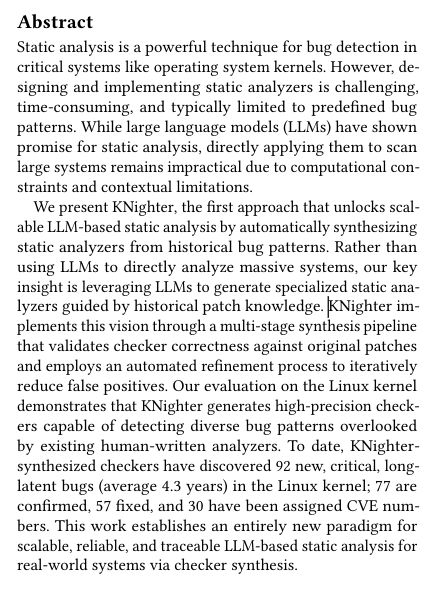 Abstract
Static analysis is a powerful technique for bug detection in
critical systems like operating system kernels. However, de-
signing and implementing static analyzers is challenging,
time-consuming, and typically limited to predefined bug
patterns. While large language models (LLMs) have shown
promise for static analysis, directly applying them to scan
large systems remains impractical due to computational con-
straints and contextual limitations.
We present KNighter, the first approach that unlocks scal-
able LLM-based static analysis by automatically synthesizing
static analyzers from historical bug patterns. Rather than
using LLMs to directly analyze massive systems, our key
insight is leveraging LLMs to generate specialized static ana-
lyzers guided by historical patch knowledge. KNighter im-
plements this vision through a multi-stage synthesis pipeline
that validates checker correctness against original patches
and employs an automated refinement process to iteratively
reduce false positives. Our evaluation on the Linux kernel
demonstrates that KNighter generates high-precision check-
ers capable of detecting diverse bug patterns overlooked
by existing human-written analyzers. To date, KNighter-
synthesized checkers have discovered 92 new, critical, long-
latent bugs (average 4.3 years) in the Linux kernel; 77 are
confirmed, 57 fixed, and 30 have been assigned CVE num-
bers. This work establishes an entirely new paradigm for
scalable, reliable, and traceable LLM-based static analysis for
real-world systems via checker synthesis.